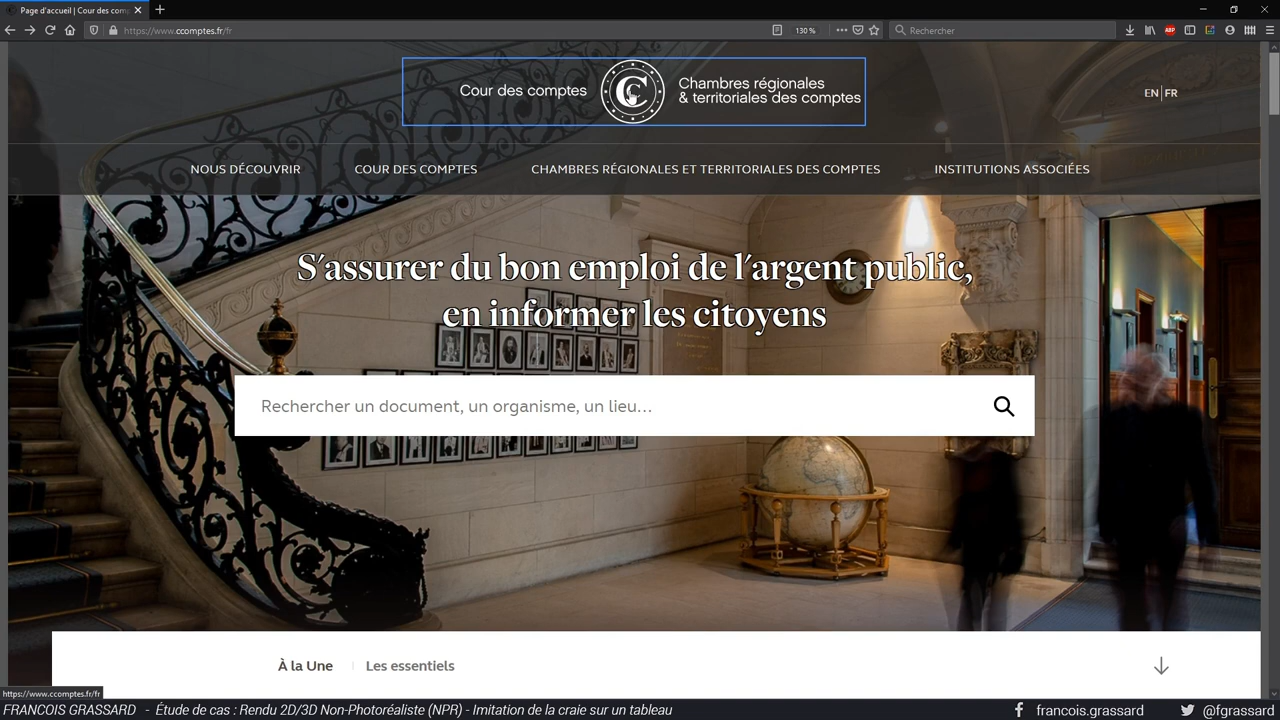 Page d'accueil | Cour des comp
https://www.ccomptes.fr/fr
130 %
Rechercher
ABP
Cour des comptes
Chambres régionales
& territoriales des comptes
EN | FR
NOUS DÉCOUVRIR
COUR DES COMPTES
CHAMBRES RÉGIONALES ET TERRITORIALES DES COMPTES
INSTITUTIONS ASSOCIÉES
S'assurer du bon emploi de l'argent public,
en informer les citoyens
Rechercher un document, un organisme, un lieu...
À la Une
Les essentiels
https://www.ccomptes.fr/fr
FRANCOIS GRASSARD - Étude de cas : Rendu 2D/3D Non-Photoréaliste (NPR) - Imitation de la craie sur un tableau
francois.grassard
@fgrassard